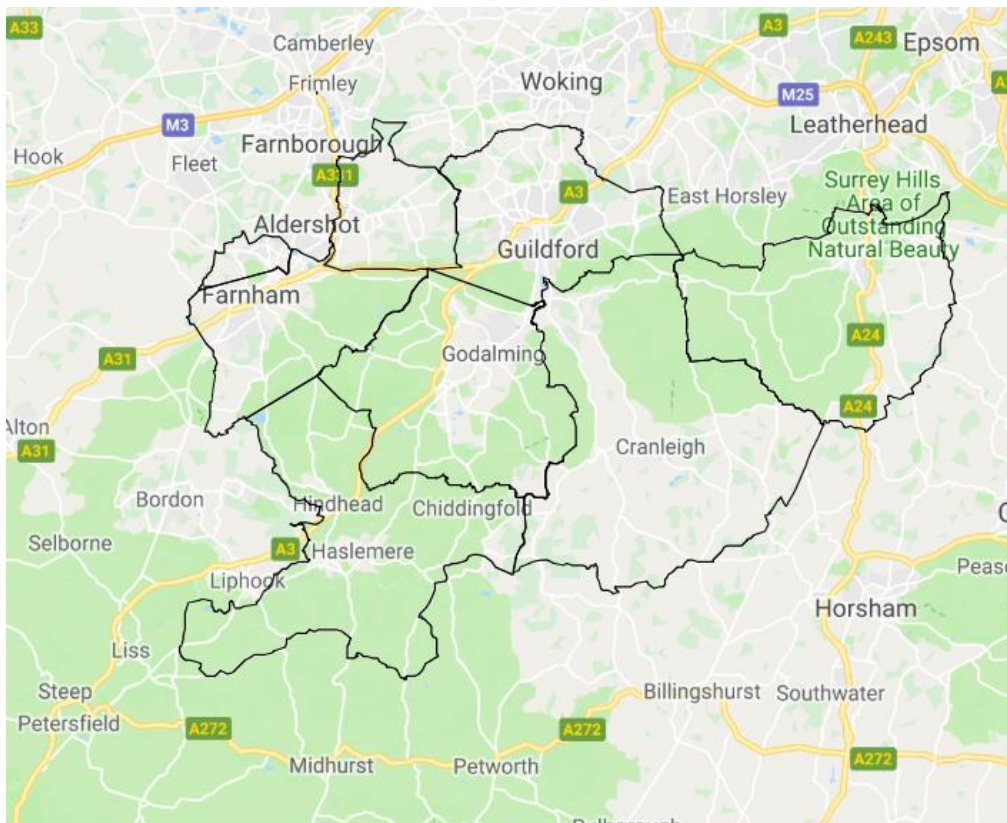 A33
Camberley
A3
A243
Epsom
Frimley
Woking
M25
M3
Farnborough
Leatherhead
Hook
Fleet
A331
A3
East Horsley
Surrey Hills
Area of
Outstanding
Natural Beauty
Aldershot
Guildford
Farnham
A31
Godalming
A24
A24
Alton
A31
Cranleigh
Bordon
Hindhead
Chiddingfold
Selborne
A3
Haslemere
Liphook
Pease
Horsham
Liss
Steep
Petersfield
Billingshurst
Southwater
A272
A272
A272
Midhurst
Petworth